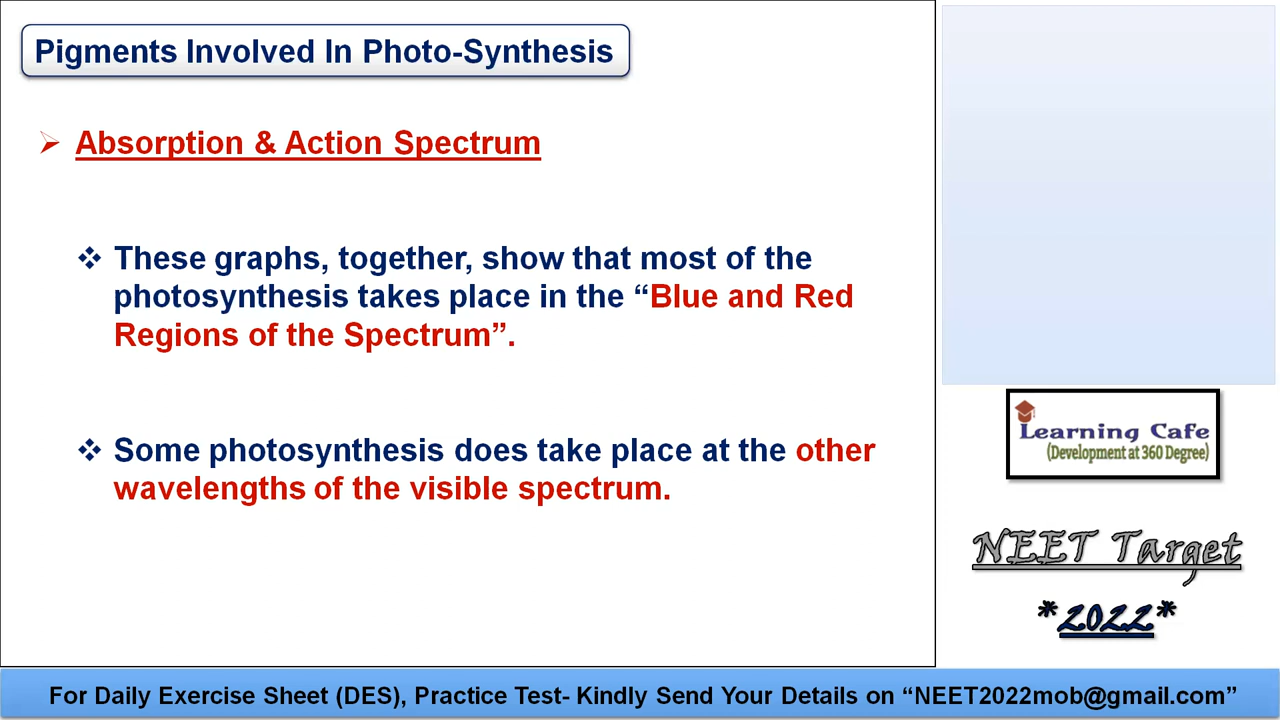 Pigments Involved In Photo-Synthesis
Absorption & Action Spectrum
These graphs, together, show that most of the
photosynthesis takes place in the “Blue and Red
Regions of the Spectrum”.
Some photosynthesis does take place at the other
wavelengths of the visible spectrum.
Learning Cafe
(Development at 360 Degree)
NEET Target
*2022*
For Daily Exercise Sheet (DES), Practice Test- Kindly Send Your Details on “NEET2022mob@gmail.com”